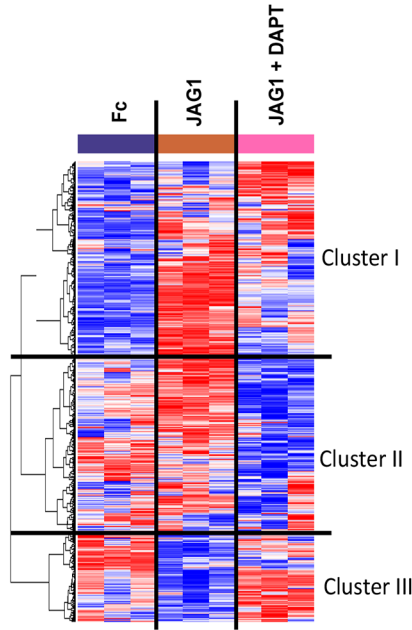 Fc
JAG1
JAG1 + DAPT
Cluster I
Cluster II
Cluster III